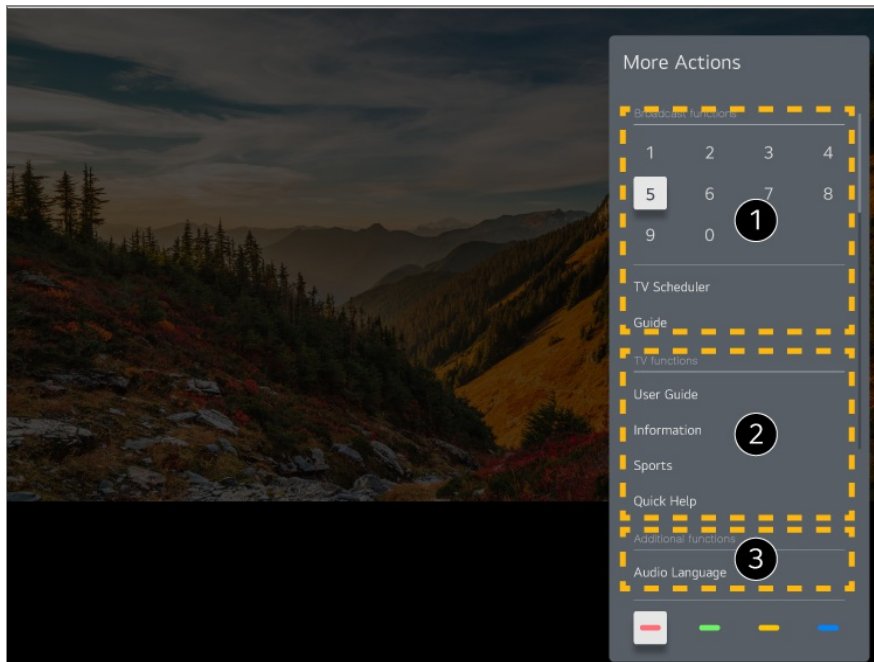 More Actions
Broadcast functions
1 2 3 4
5 6 7 8
1
9 0
TV Scheduler
Guide
TV functions
User Guide
Information
2
Sports
Quick Help
Additional functions
3
Audio Language